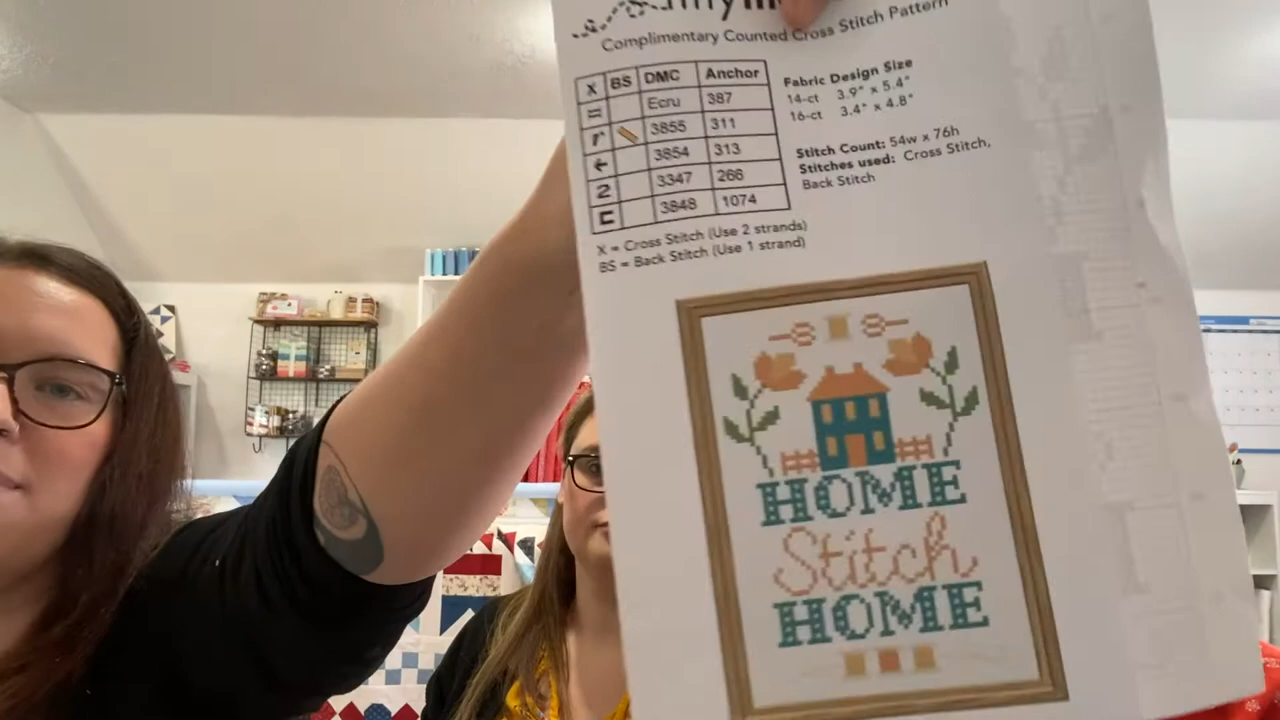 Complimentary Counted Cross Stitch Pattern
X BS DMC Anchor
= Ecru 387
r 3855 311
← 3854 313
2 3347 266
⊏ 3848 1074
Fabric Design Size
14-ct 3.9" x 5.4"
16-ct 3.4" x 4.8"
Stitch Count: 54w x 76h
Stitches used: Cross Stitch,
Back Stitch
X = Cross Stitch (Use 2 strands)
BS = Back Stitch (Use 1 strand)
HOME
Stitch
HOME